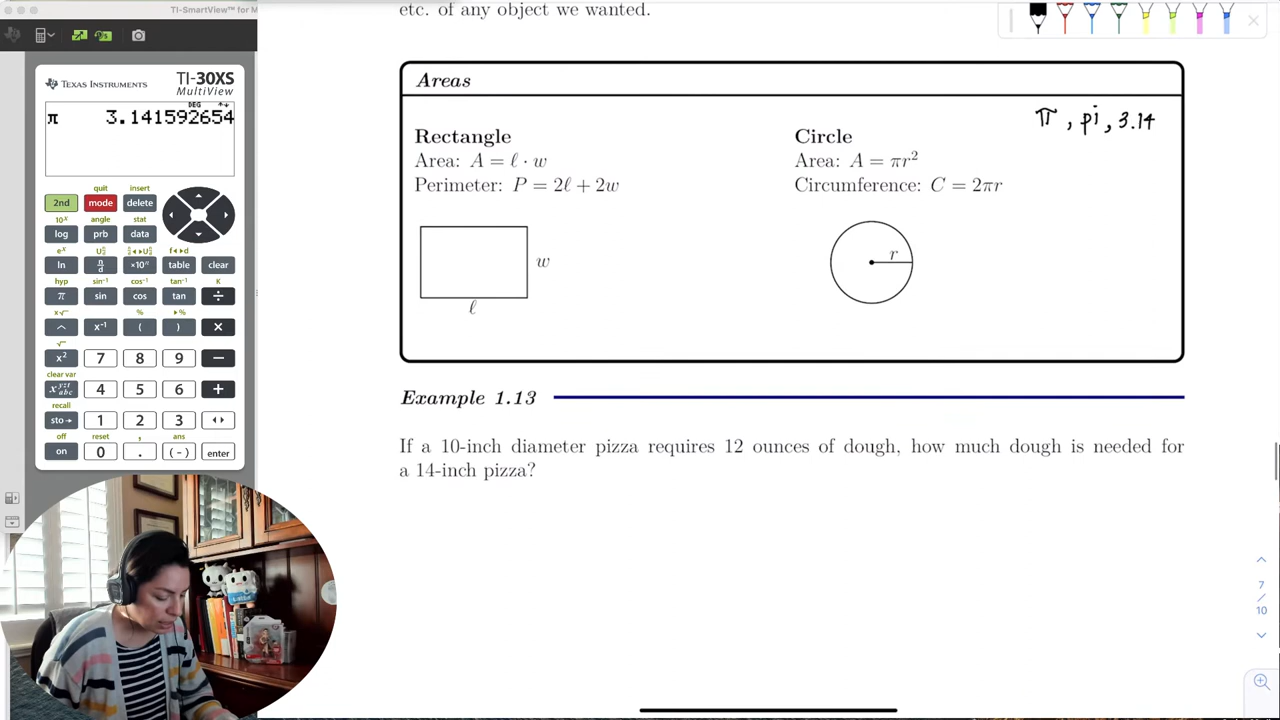 TI-SmartView™ for M
etc. of any object we wanted.
TEXAS INSTRUMENTS
TI-30XS
MultiView
DEG
π 3.141592654
quit insert
2nd mode delete
10ˣ angle stat
log prb data
eˣ f◄►d
ln n/d ×10ⁿ table clear
hyp sin⁻¹ cos⁻¹ tan⁻¹ K
π sin cos tan ÷
ˣ√ % ►%
^ x⁻¹ ( ) ×
√
x² 7 8 9 −
clear var
x yzt abc 4 5 6 +
recall
sto→ 1 2 3 ◄►
off reset , ans
on 0 . (−) enter
Areas
π, pi, 3.14
Rectangle
Area: A = ℓ · w
Perimeter: P = 2ℓ + 2w
w
ℓ
Circle
Area: A = πr²
Circumference: C = 2πr
r
Example 1.13
If a 10-inch diameter pizza requires 12 ounces of dough, how much dough is needed for
a 14-inch pizza?
7
/
10